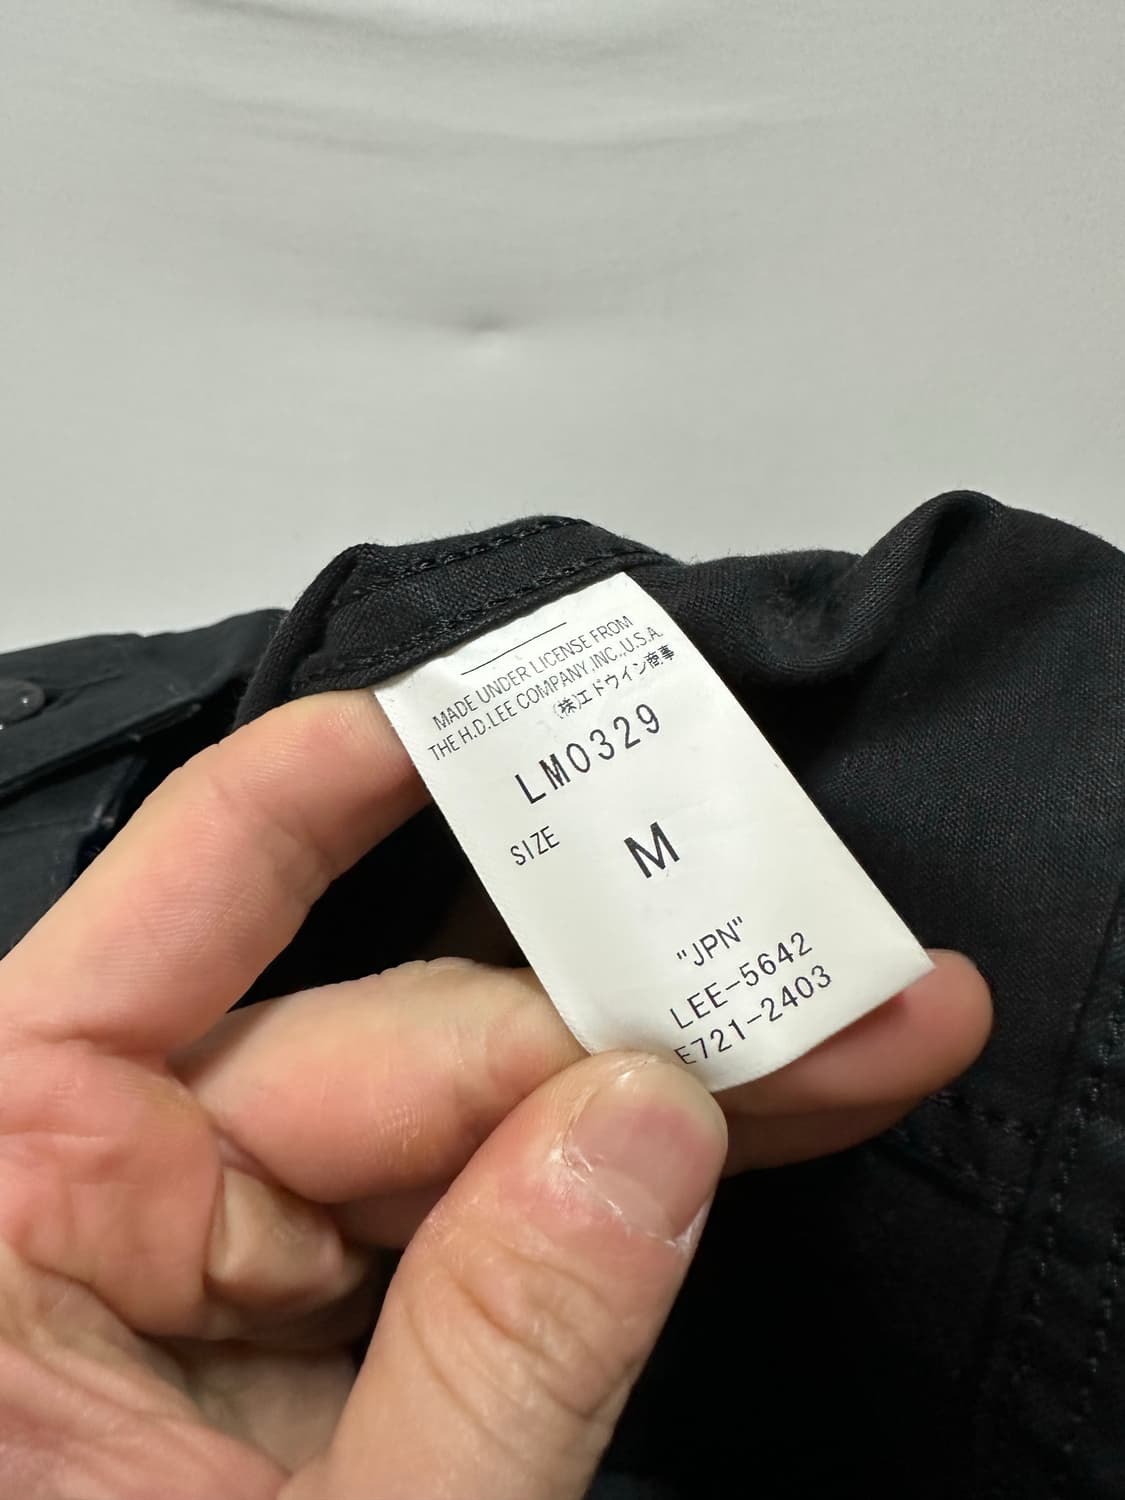 MADE UNDER LICENSE FROM
THE H.D.LEE COMPANY,INC.,U.S.A.
(株)エドウイン商事
LM0329
SIZE M
"JPN"
LEE-5642
E721-2403